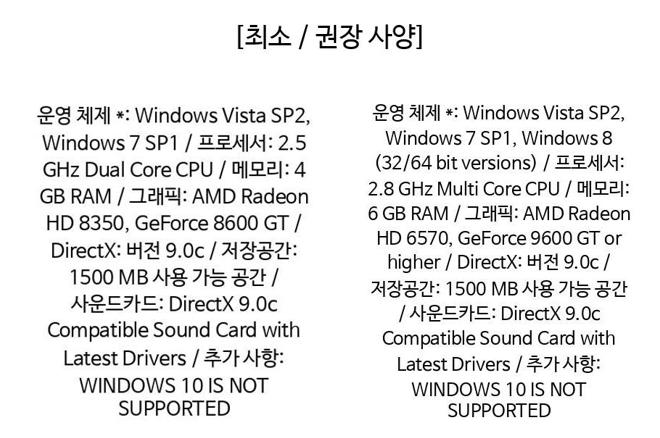 [최소 / 권장 사양]
운영 체제 *: Windows Vista SP2,
Windows 7 SP1 / 프로세서: 2.5
GHz Dual Core CPU / 메모리: 4
GB RAM / 그래픽: AMD Radeon
HD 8350, GeForce 8600 GT /
DirectX: 버전 9.0c / 저장공간:
1500 MB 사용 가능 공간 /
사운드카드: DirectX 9.0c
Compatible Sound Card with
Latest Drivers / 추가 사항:
WINDOWS 10 IS NOT
SUPPORTED
운영 체제 *: Windows Vista SP2,
Windows 7 SP1, Windows 8
(32/64 bit versions) / 프로세서:
2.8 GHz Multi Core CPU / 메모리:
6 GB RAM / 그래픽: AMD Radeon
HD 6570, GeForce 9600 GT or
higher / DirectX: 버전 9.0c /
저장공간: 1500 MB 사용 가능 공간
/ 사운드카드: DirectX 9.0c
Compatible Sound Card with
Latest Drivers / 추가 사항:
WINDOWS 10 IS NOT
SUPPORTED